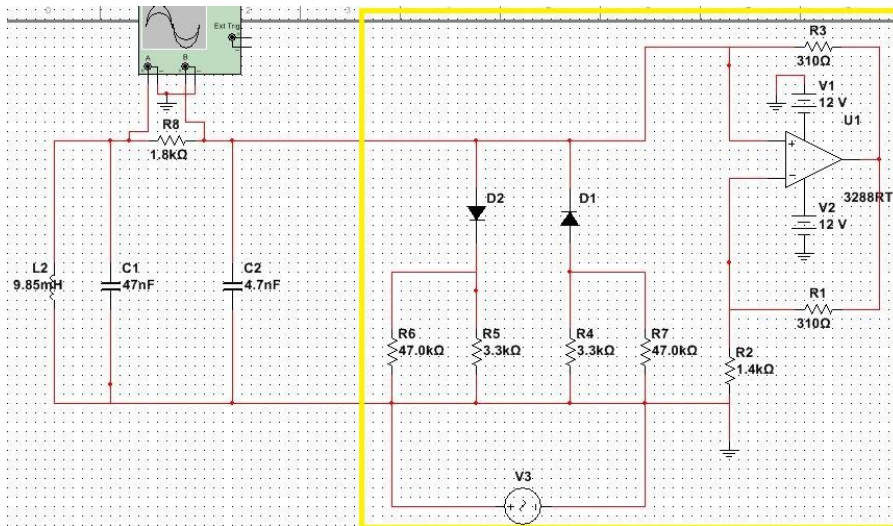 Ext Trig
A
B
R3
310Ω
V1
12 V
U1
R8
1.8kΩ
D2
D1
3288RT
V2
12 V
L2
9.85mH
C1
47nF
C2
4.7nF
R1
310Ω
R6
47.0kΩ
R5
3.3kΩ
R4
3.3kΩ
R7
47.0kΩ
R2
1.4kΩ
V3